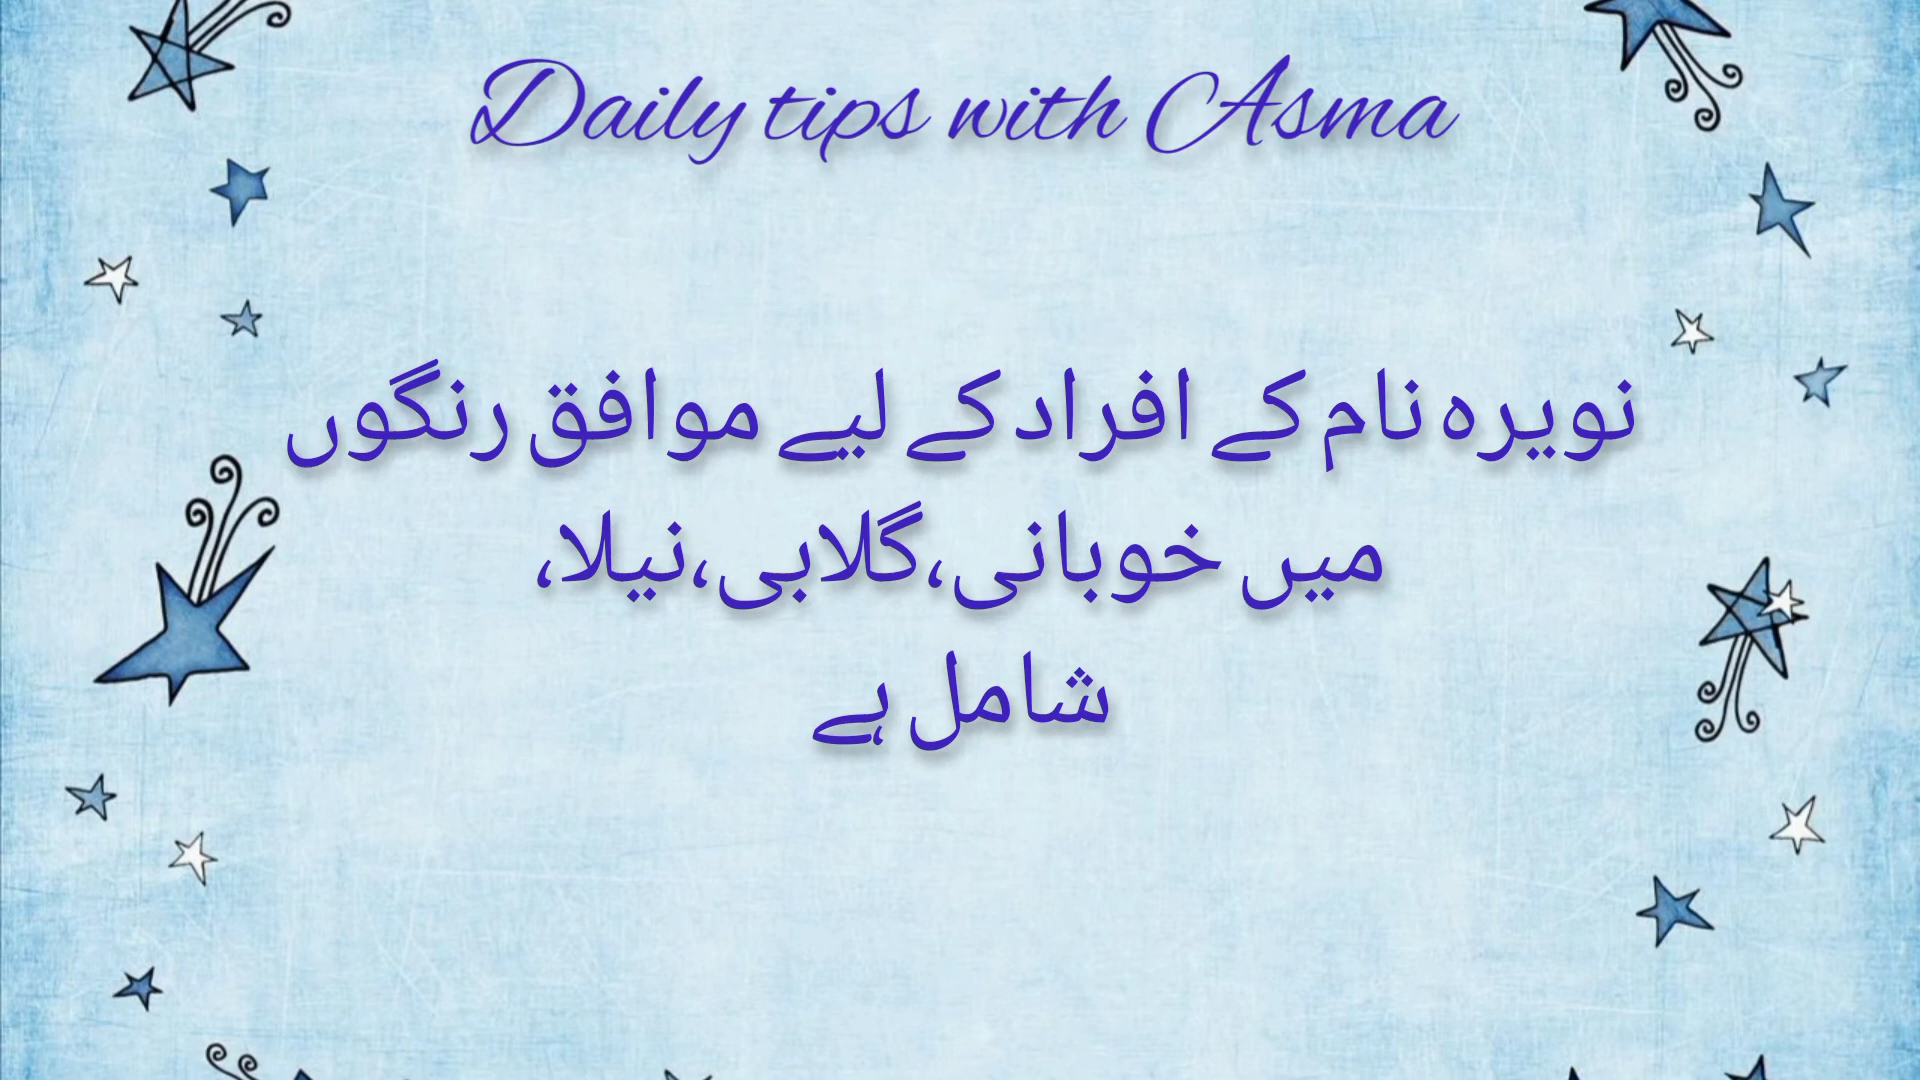 Daily tips with Asma
نویرہ نام کے افراد کے لیے موافق رنگوں
میں خوبانی،گلابی،نیلا،
شامل ہے